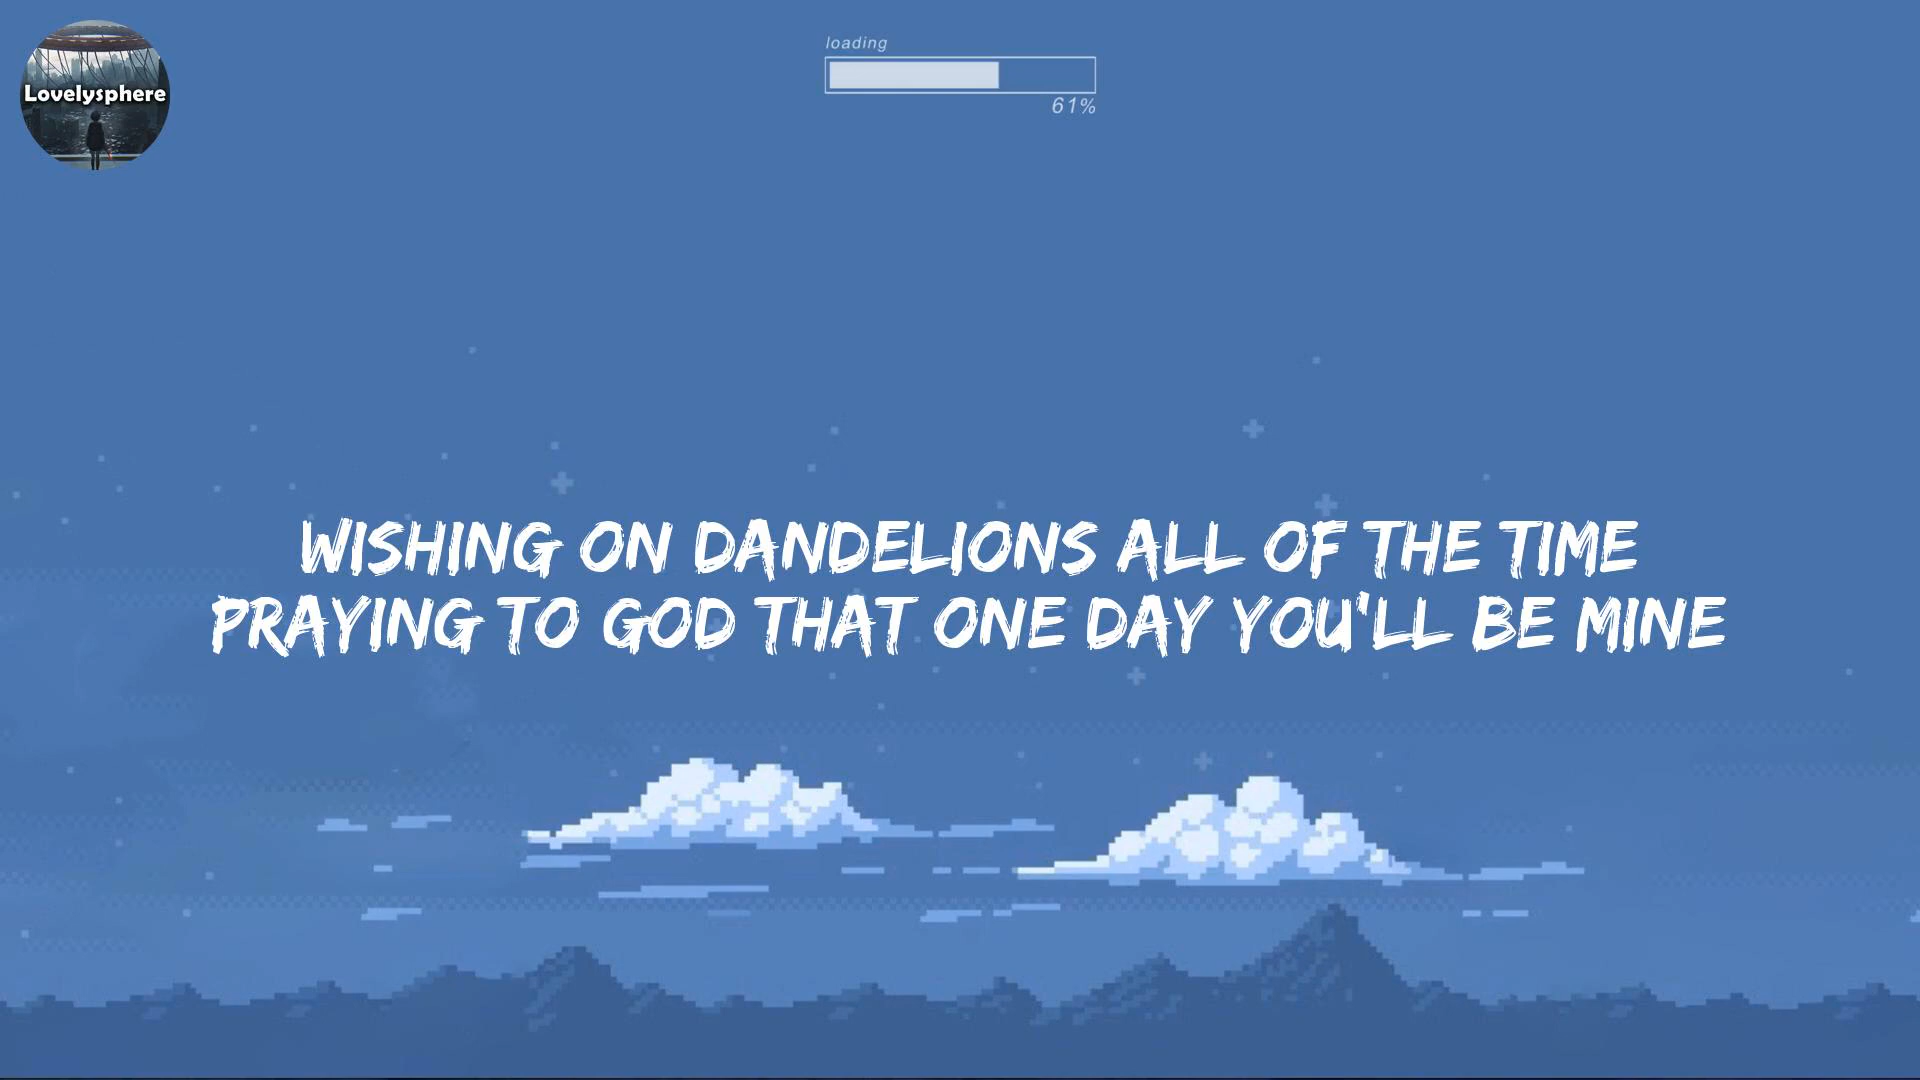 Lovelysphere
loading
61%
WISHING ON DANDELIONS ALL OF THE TIME
PRAYING TO GOD THAT ONE DAY YOU'LL BE MINE